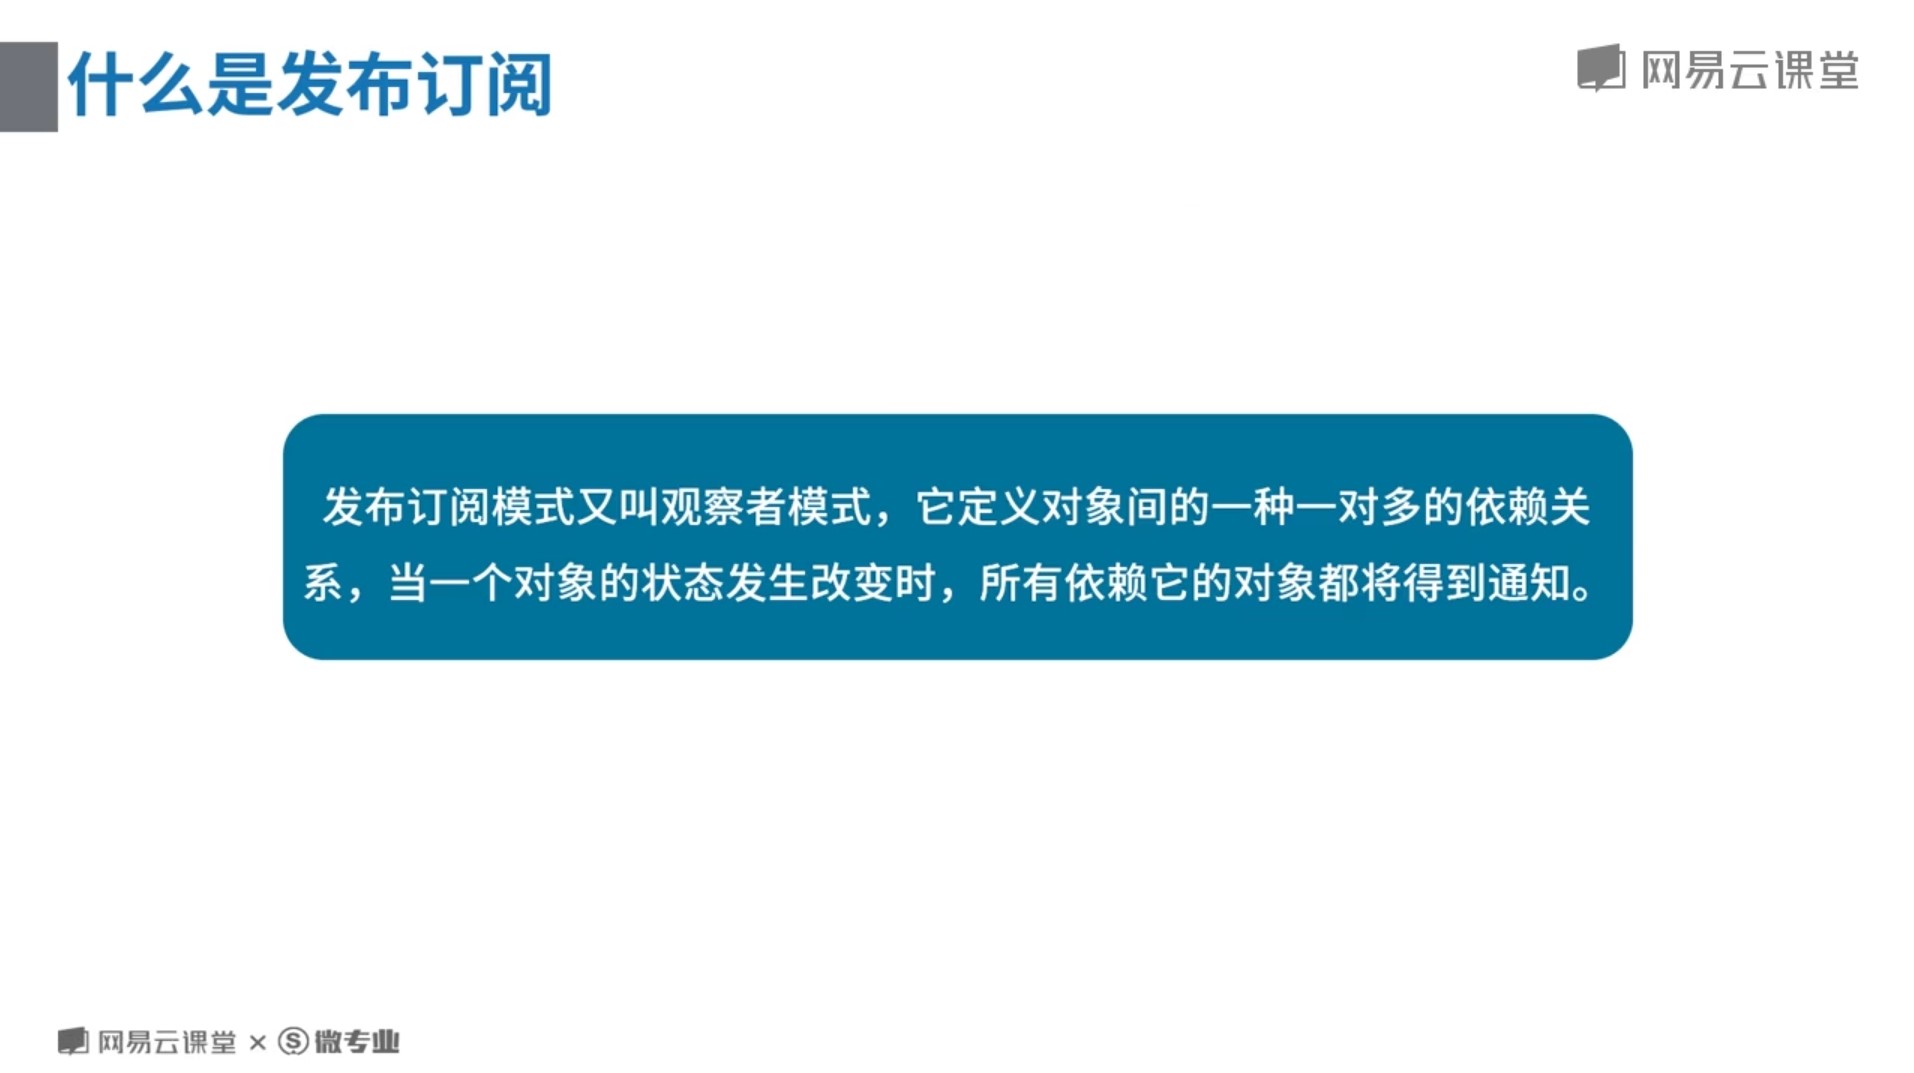 什么是发布订阅
网易云课堂
发布订阅模式又叫观察者模式，它定义对象间的一种一对多的依赖关
系，当一个对象的状态发生改变时，所有依赖它的对象都将得到通知。
网易云课堂 × Ⓢ微专业